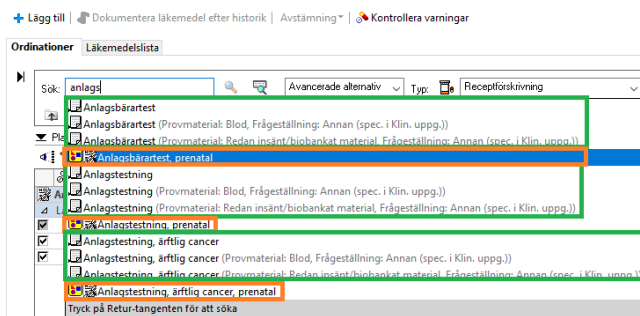 Lägg till | Dokumentera läkemedel efter historik | Avstämning | Kontrollera varningar
Ordinationer Läkemedelslista
Sök: anlags Avancerade alternativ Typ: Receptförskrivning
Anlagsbärartest
Anlagsbärartest (Provmaterial: Blod, Frågeställning: Annan (spec. i Klin. uppg.))
Anlagsbärartest (Provmaterial: Redan insänt/biobankat material, Frågeställning: Annan (spec. i Klin. uppg.))
Anlagsbärartest, prenatal
Anlagstestning
Anlagstestning (Provmaterial: Blod, Frågeställning: Annan (spec. i Klin. uppg.))
Anlagstestning (Provmaterial: Redan insänt/biobankat material, Frågeställning: Annan (spec. i Klin. uppg.))
Anlagstestning, prenatal
Anlagstestning, ärftlig cancer
Anlagstestning, ärftlig cancer (Provmaterial: Blod, Frågeställning: Annan (spec. i Klin. uppg.))
Anlagstestning, ärftlig cancer (Provmaterial: Redan insänt/biobankat material, Frågeställning: Annan (spec. i Klin. uppg.))
Anlagstestning, ärftlig cancer, prenatal
Tryck på Retur-tangenten för att söka